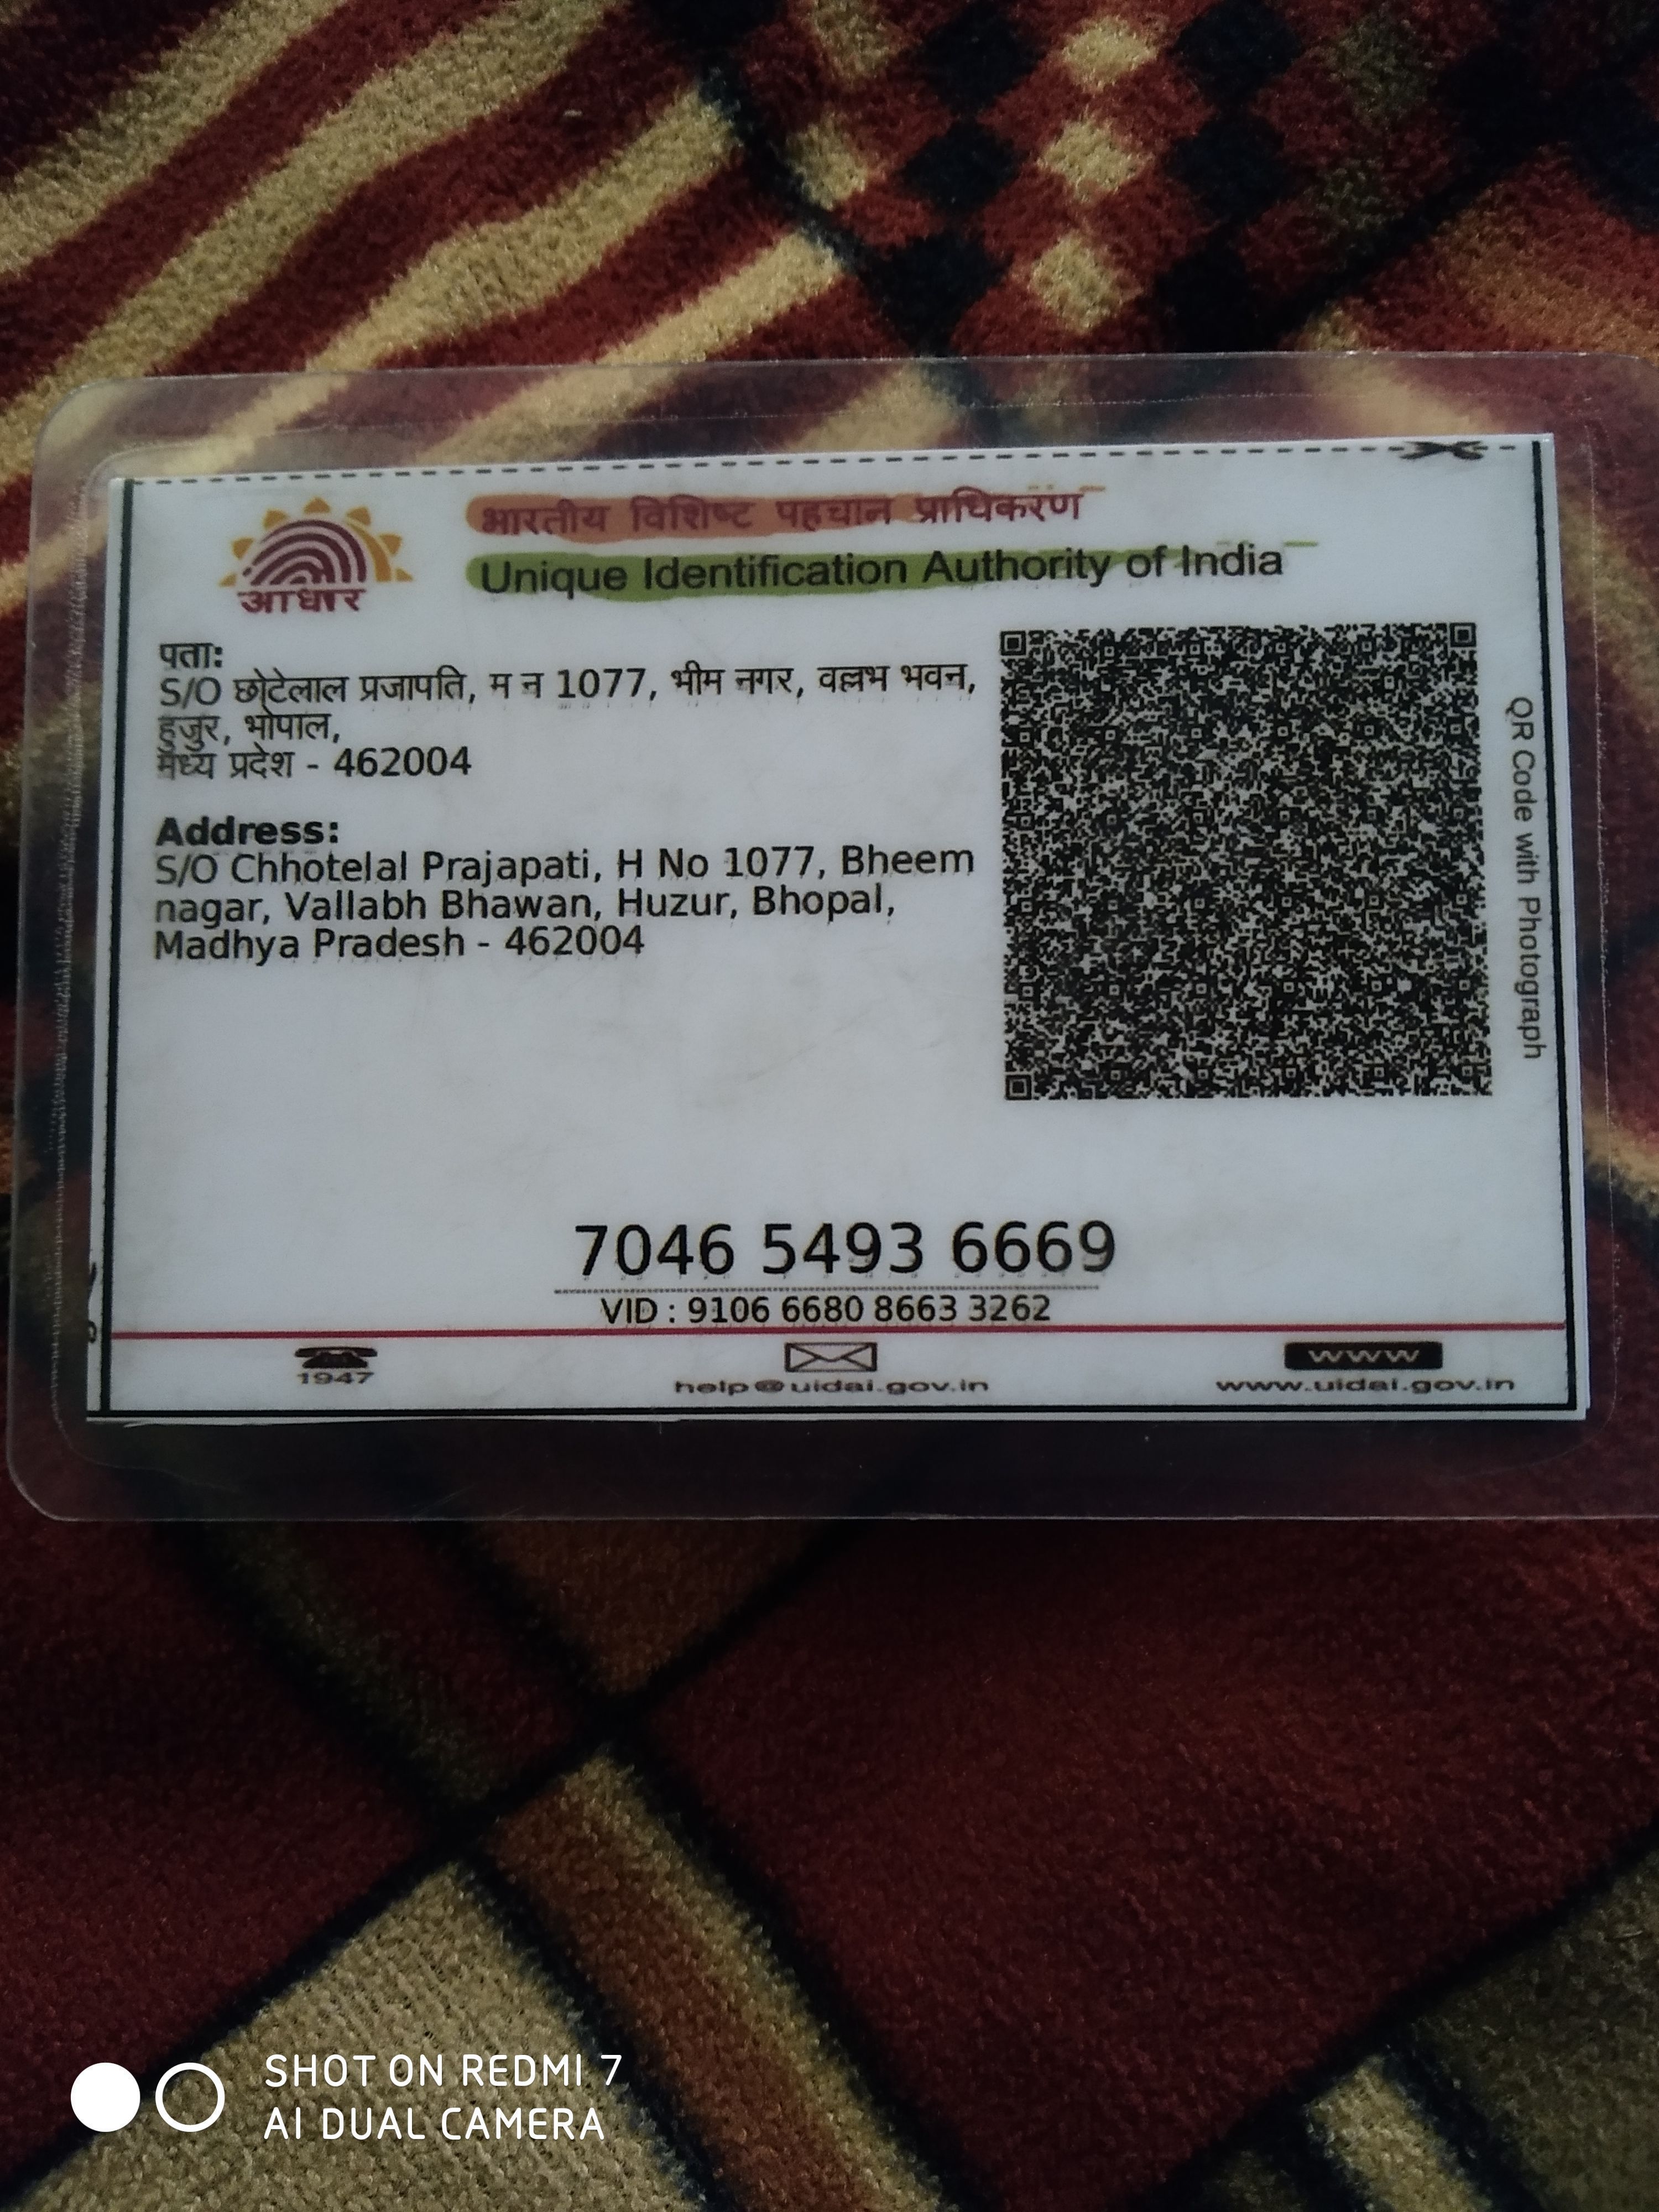 आधार
भारतीय विशिष्ट पहचान प्राधिकरण
Unique Identification Authority of India
पता:
S/O छोटेलाल प्रजापति, म न 1077, भीम नगर, वल्लभ भवन,
हुजुर, भोपाल,
मध्य प्रदेश - 462004
Address:
S/O Chhotelal Prajapati, H No 1077, Bheem
nagar, Vallabh Bhawan, Huzur, Bhopal,
Madhya Pradesh - 462004
QR Code with Photograph
7046 5493 6669
VID : 9106 6680 8663 3262
1947
help@uidai.gov.in
www
www.uidai.gov.in
SHOT ON REDMI 7
AI DUAL CAMERA